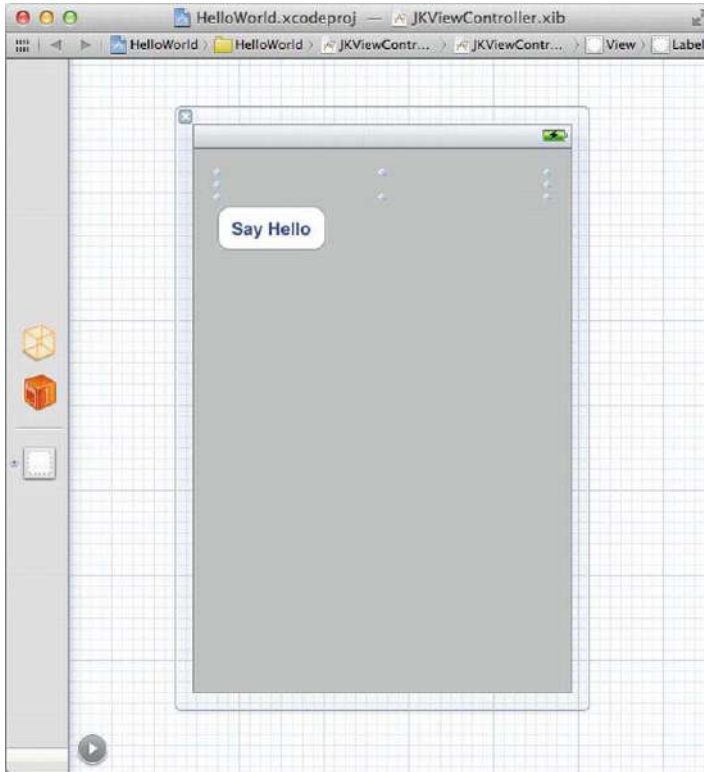 HelloWorld.xcodeproj — JKViewController.xib
HelloWorld HelloWorld JKViewContr... JKViewContr... View Label
Say Hello